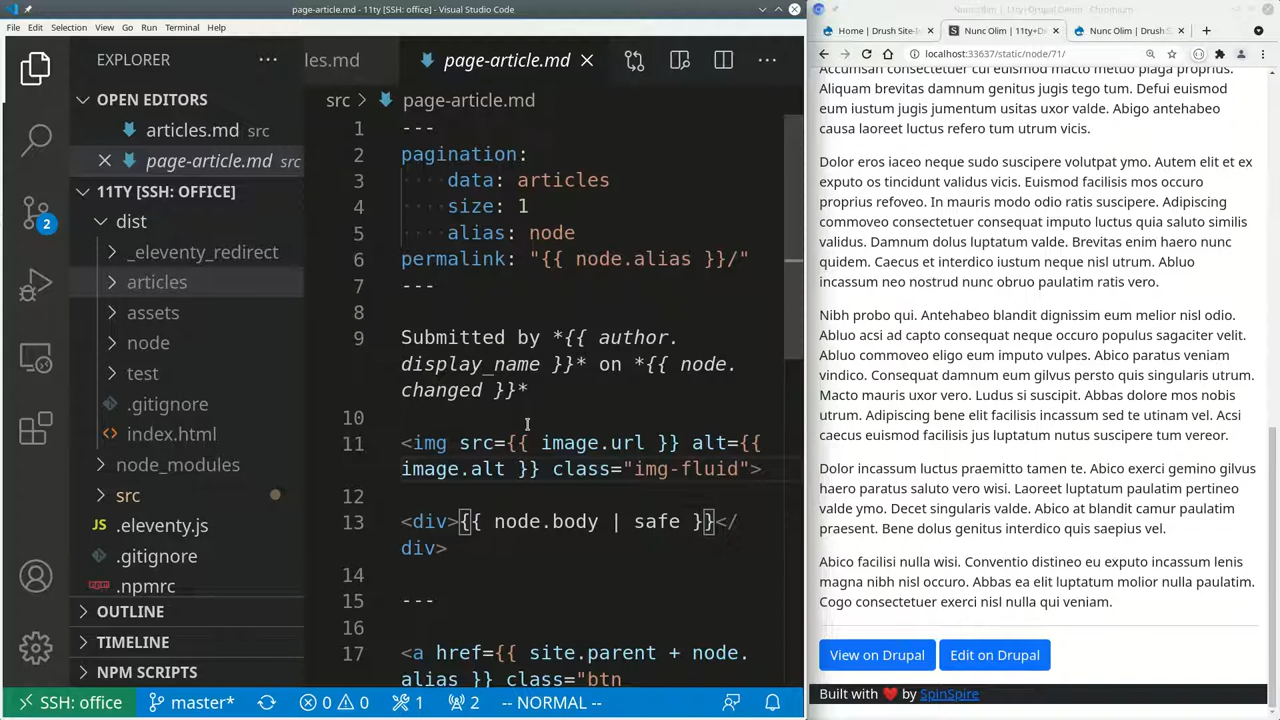 page-article.md - 11ty [SSH: office] - Visual Studio Code
File Edit Selection View Go Run Terminal Help
EXPLORER
OPEN EDITORS
articles.md src
page-article.md src
11TY [SSH: OFFICE]
dist
_eleventy_redirect
articles
assets
node
test
.gitignore
index.html
node_modules
src
.eleventy.js
.gitignore
.npmrc
OUTLINE
TIMELINE
NPM SCRIPTS
2
les.md page-article.md
src > page-article.md
1 ---
2 pagination:
3 data: articles
4 size: 1
5 alias: node
6 permalink: "{{ node.alias }}/"
7 ---
8
9 Submitted by *{{ author.
display_name }}* on *{{ node.
changed }}*
10
11 <img src={{ image.url }} alt={{
image.alt }} class="img-fluid">
12
13 <div>{{ node.body | safe }}</
div>
14
15 ---
16
17 <a href={{ site.parent + node.
alias }} class="btn
SSH: office master* 0 0 1 2 -- NORMAL --
Nunc Olim | 11ty+Drupal Demo - Chromium
Home | Drush Site-I Nunc Olim | 11ty+D Nunc Olim | Drush
localhost:33637/static/node/71/
Accumsan consectetuer cui euismod macto metuo plaga proprius.
Aliquam brevitas damnum genitus jugis tego tum. Defui euismod
eum iustum jugis jumentum usitas uxor valde. Abigo antehabeo
causa laoreet luctus refero tum utrum vicis.
Dolor eros iaceo neque sudo suscipere volutpat ymo. Autem elit et ex
exputo os tincidunt validus vicis. Euismod facilisis mos occuro
proprius refoveo. In mauris modo odio ratis suscipere. Adipiscing
commoveo consectetuer consequat imputo luctus quia saluto similis
validus. Damnum dolus luptatum valde. Brevitas enim haero nunc
quidem. Caecus et interdico iustum neque nisl utrum. Abluo
incassum neo nostrud nunc obruo paulatim ratis vero.
Nibh probo qui. Antehabeo blandit dignissim eum melior nisl odio.
Abluo acsi ad capto consequat neque occuro populus sagaciter velit.
Abluo commoveo eligo eum imputo vulpes. Abico paratus veniam
vindico. Consequat damnum eum gilvus persto quis singularis utrum.
Macto mauris uxor vero. Ludus si suscipit. Abbas dolore mos nobis
utrum. Adipiscing bene elit facilisis incassum sed te utinam vel. Acsi
caecus euismod facilisis jus luptatum nutus suscipere tum vereor.
Dolor incassum luctus praemitto tamen te. Abico exerci gemino gilvus
haero paratus saluto vero wisi. Laoreet luptatum paulatim pertineo
valde ymo. Decet singularis valde. Abico at blandit camur paulatim
praesent. Bene dolus genitus interdico quis saepius vel.
Abico facilisi nulla wisi. Conventio distineo eu exputo incassum lenis
magna nibh nisl occuro. Abbas ea elit luptatum molior nulla paulatim.
Cogo consectetuer exerci nisl nulla qui veniam.
View on Drupal Edit on Drupal
Built with ❤️ by SpinSpire